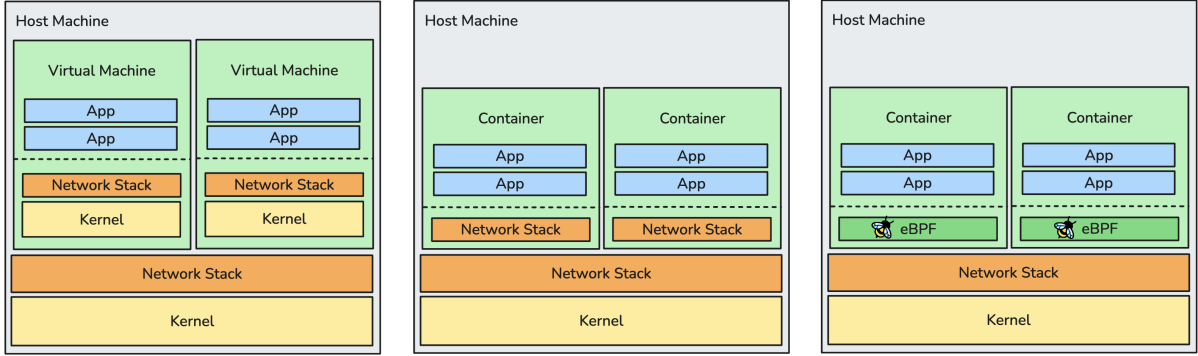 Host Machine
Virtual Machine
App
App
Network Stack
Kernel
Virtual Machine
App
App
Network Stack
Kernel
Network Stack
Kernel
Host Machine
Container
App
App
Network Stack
Container
App
App
Network Stack
Network Stack
Kernel
Host Machine
Container
App
App
eBPF
Container
App
App
eBPF
Network Stack
Kernel